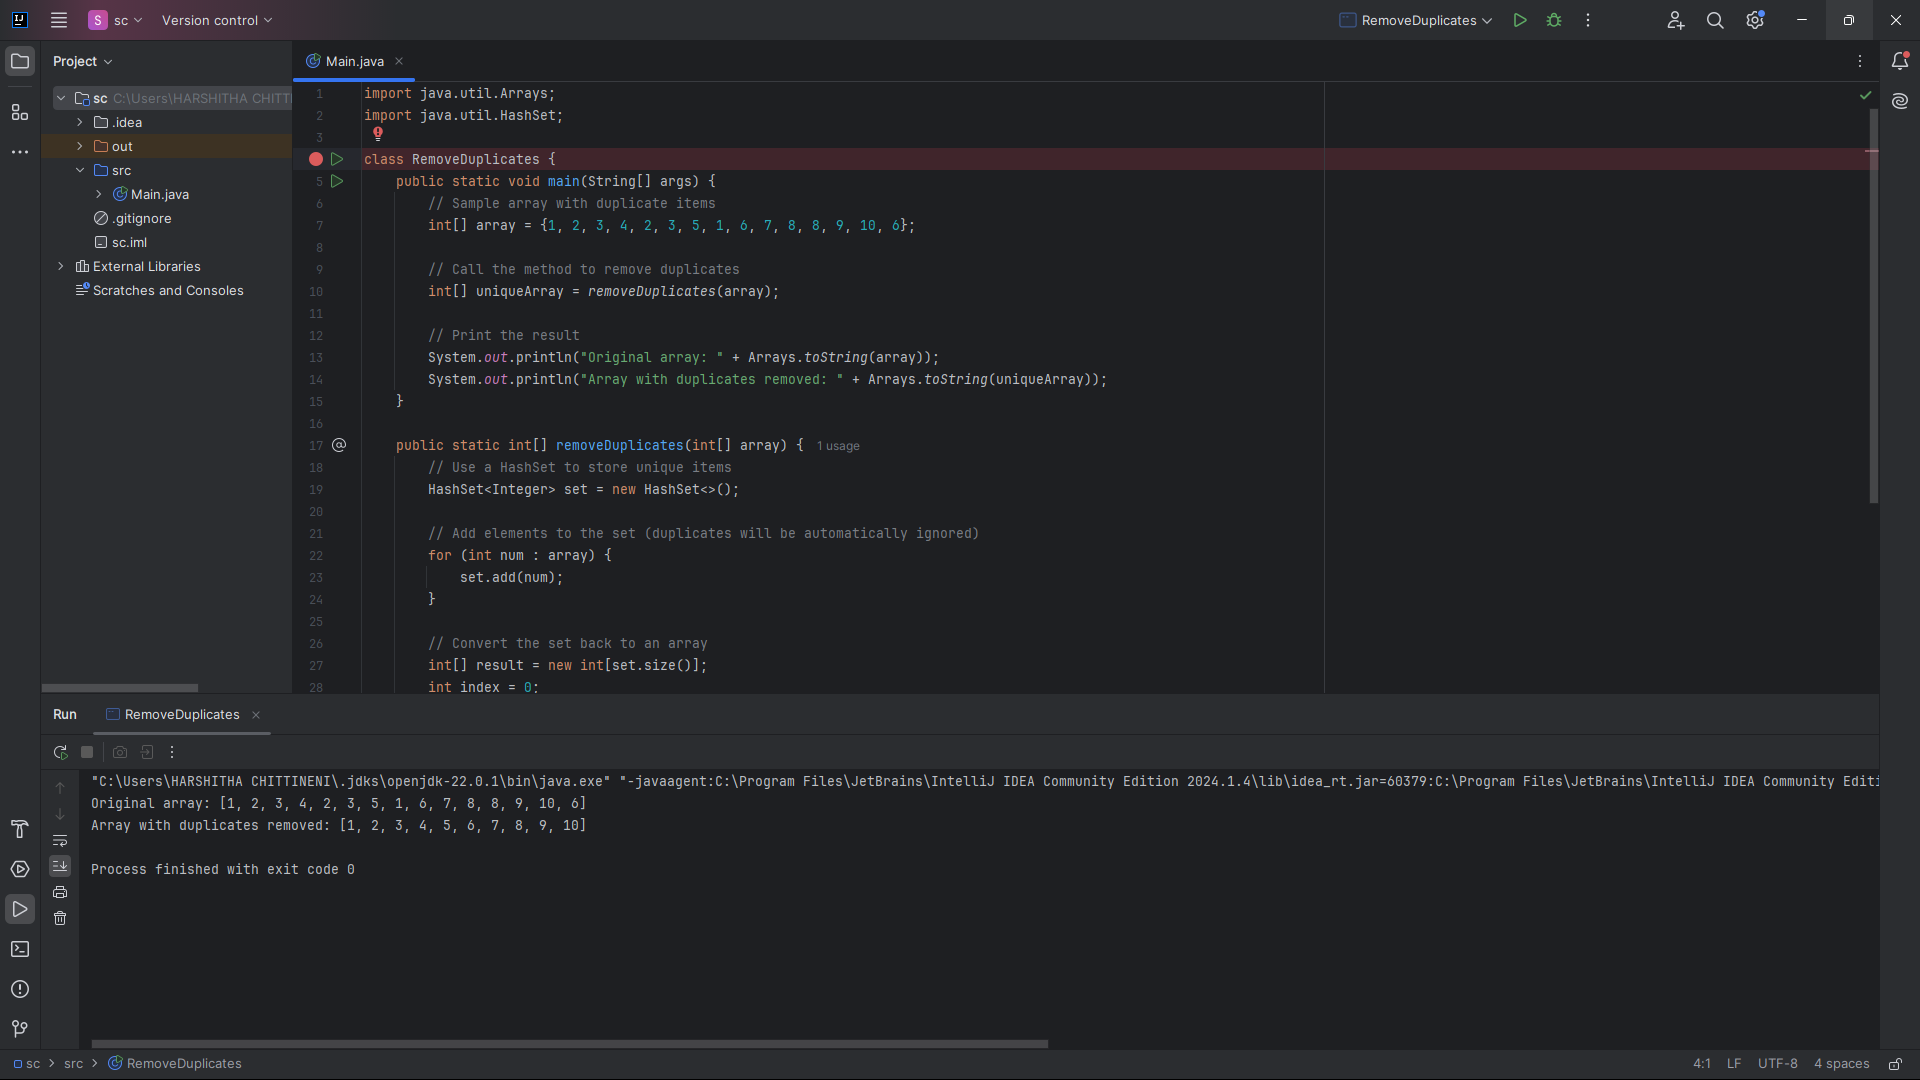 S sc Version control RemoveDuplicates
Project
Main.java
sc C:\Users\HARSHITHA CHITTI
.idea
out
src
Main.java
.gitignore
sc.iml
External Libraries
Scratches and Consoles
1 import java.util.Arrays;
2 import java.util.HashSet;
3
class RemoveDuplicates {
5 public static void main(String[] args) {
6 // Sample array with duplicate items
7 int[] array = {1, 2, 3, 4, 2, 3, 5, 1, 6, 7, 8, 8, 9, 10, 6};
8
9 // Call the method to remove duplicates
10 int[] uniqueArray = removeDuplicates(array);
11
12 // Print the result
13 System.out.println("Original array: " + Arrays.toString(array));
14 System.out.println("Array with duplicates removed: " + Arrays.toString(uniqueArray));
15 }
16
17 public static int[] removeDuplicates(int[] array) { 1 usage
18 // Use a HashSet to store unique items
19 HashSet<Integer> set = new HashSet<>();
20
21 // Add elements to the set (duplicates will be automatically ignored)
22 for (int num : array) {
23 set.add(num);
24 }
25
26 // Convert the set back to an array
27 int[] result = new int[set.size()];
28 int index = 0;
Run RemoveDuplicates
"C:\Users\HARSHITHA CHITTINENI\.jdks\openjdk-22.0.1\bin\java.exe" "-javaagent:C:\Program Files\JetBrains\IntelliJ IDEA Community Edition 2024.1.4\lib\idea_rt.jar=60379:C:\Program Files\JetBrains\IntelliJ IDEA Community Editi
Original array: [1, 2, 3, 4, 2, 3, 5, 1, 6, 7, 8, 8, 9, 10, 6]
Array with duplicates removed: [1, 2, 3, 4, 5, 6, 7, 8, 9, 10]
Process finished with exit code 0
sc > src > RemoveDuplicates 4:1 LF UTF-8 4 spaces